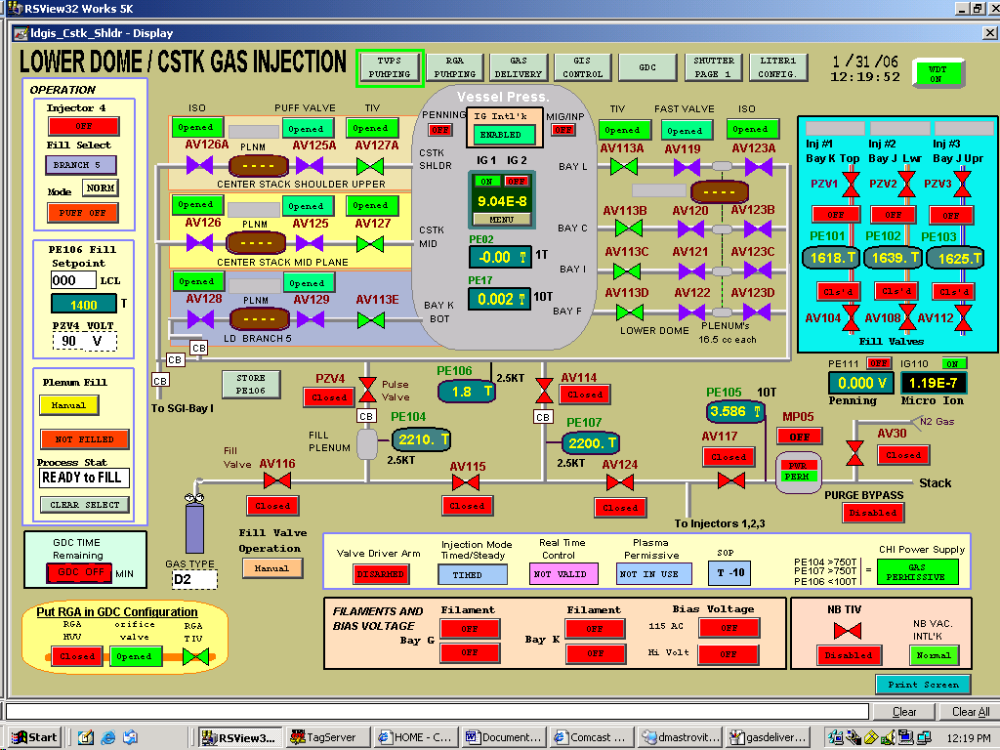 RSView32 Works 5K
ldgis_Cstk_Shldr - Display
LOWER DOME / CSTK GAS INJECTION
TVPS PUMPING
RGA PUMPING
GAS DELIVERY
GIS CONTROL
GDC
SHUTTER PAGE 1
LITER1 CONFIG.
1 /31 /06
12:19:52
WDT ON
OPERATION
Injector 4
OFF
Fill Select
BRANCH 5
Mode NORM
PUFF OFF
PE106 Fill
Setpoint
000 LCL
1400 T
PZV4 VOLT
90 V
Plenum Fill
Manual
NOT FILLED
Process Stat
READY to FILL
CLEAR SELECT
GDC TIME
Remaining
GDC OFF MIN
Put RGA in GDC Configuration
RGA HVV
orifice valve
RGA TIV
Closed
Opened
ISO PUFF VALVE TIV
Opened Opened Opened
AV126A PLNM AV125A AV127A
----
CENTER STACK SHOULDER UPPER
Opened Opened Opened
AV126 PLNM AV125 AV127
----
CENTER STACK MID PLANE
Opened Opened
AV128 PLNM AV129 AV113E
----
LD BRANCH 5
CB
CB
CB
To SGI-Bay I
Vessel Press.
PENNING
OFF
IG Intl'k
ENABLED
MIG/INP
OFF
CSTK SHLDR
IG 1 IG 2
ON OFF
9.04E-8
MENU
CSTK MID
PE02
-0.00 T 1T
PE17
0.002 T 10T
BAY K BOT
BAY L
BAY C
BAY I
BAY F
TIV FAST VALVE ISO
Opened Opened Opened
AV113A AV119 AV123A
----
AV113B AV120 AV123B
AV113C AV121 AV123C
AV113D AV122 AV123D
LOWER DOME
PLENUM's
16.5 cc each
Inj #1 Inj #2 Inj #3
Bay K Top Bay J Lwr Bay J Upr
PZV1 PZV2 PZV3
OFF OFF OFF
PE101 PE102 PE103
1618. T 1639. T 1625. T
Cls'd Cls'd Cls'd
AV104 AV108 AV112
Fill Valves
PE111 OFF IG110 ON
0.000 V 1.19E-7
Penning Micro Ion
STORE PE106
PZV4
Closed
Pulse Valve
CB
PE106
1.8 T
2.5KT
AV114
Closed
CB
FILL PLENUM
PE104
2210. T
2.5KT
PE107
2200. T
2.5KT
PE105 10T
3.586 T
AV117
Closed
MP05
OFF
PWD
PERM
N2 Gas
AV30
Closed
Stack
PURGE BYPASS
Disabled
Fill Valve
AV116
Closed
AV115
Closed
AV124
Closed
To Injectors 1,2,3
GAS TYPE
D2
Fill Valve
Operation
Manual
Valve Driver Arm
DISARMED
Injection Mode
Timed/Steady
TIMED
Real Time
Control
NOT VALID
Plasma
Permissive
NOT IN USE
SOP
T -10
PE104 >750T
PE107 >750T
PE106 <100T
=
CHI Power Supply
GAS PERMISSIVE
FILAMENTS AND
BIAS VOLTAGE
Filament
Bay G
OFF
OFF
Filament
Bay K
OFF
OFF
Bias Voltage
115 AC OFF
Hi Volt OFF
NB TIV
Disabled
NB VAC.
INTL'K
Normal
Print Screen
Clear
Clear All
Start
RSView3...
TagServer
HOME - C...
Document...
Comcast ...
dmastrovit...
gasdeliver...
12:19 PM